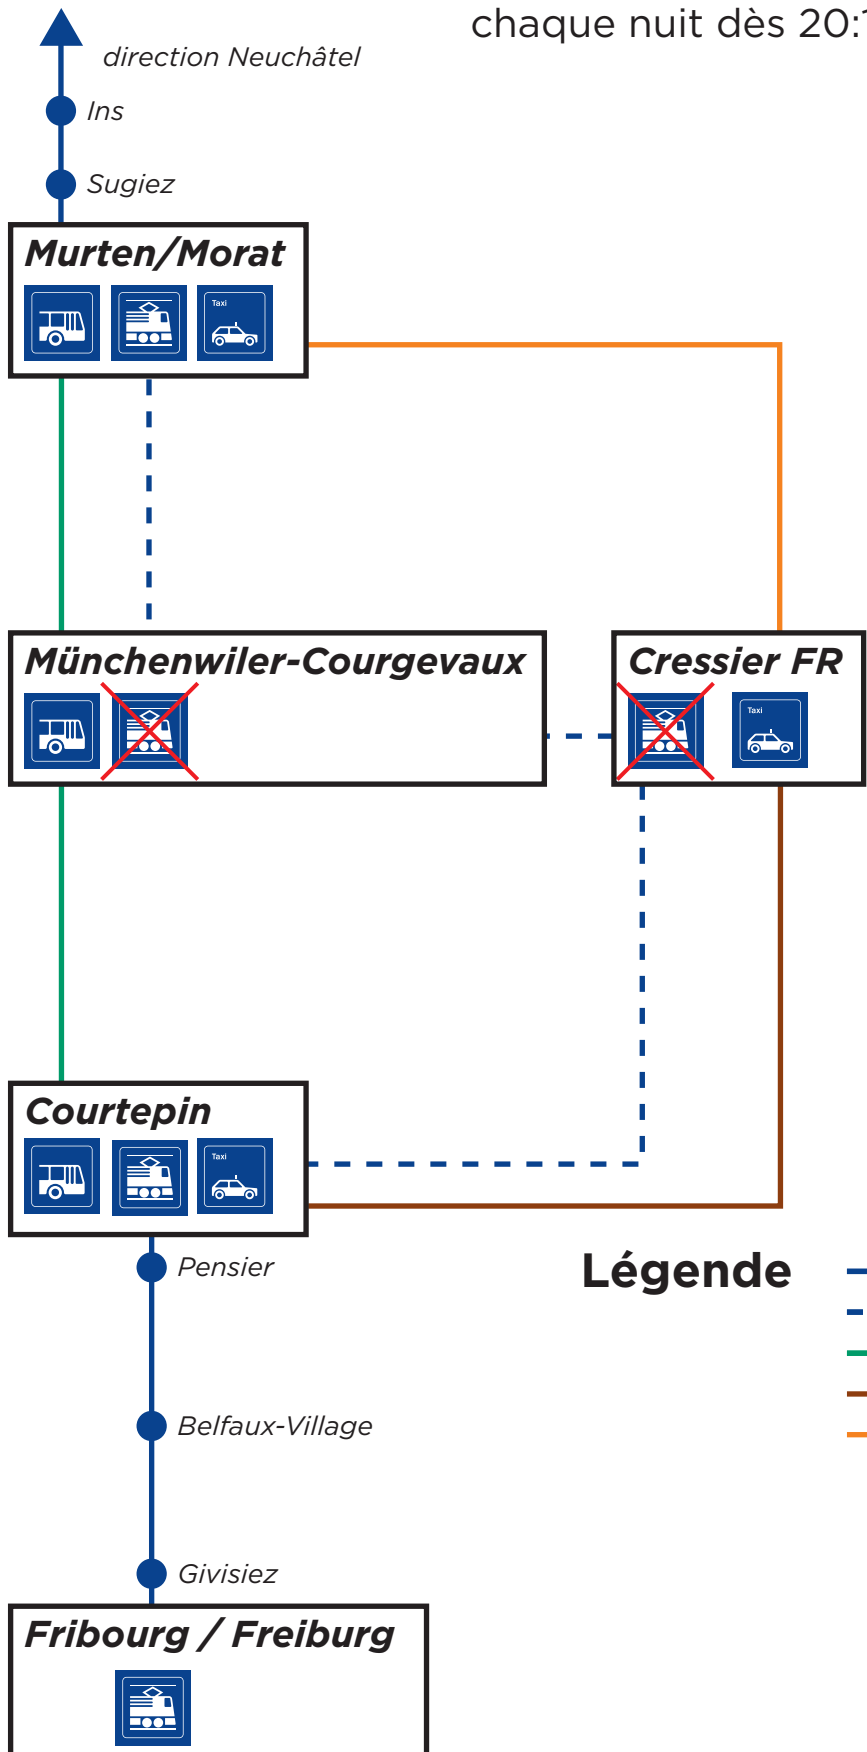 chaque nuit dès
direction Neuchâtel
Ins
Sugiez
Murten/Morat
Taxi
Münchenwiler-Courgevaux
Cressier FR
Taxi
Courtepin
Taxi
Pensier
Légende
Belfaux-Village
Givisiez
Fribourg / Freiburg